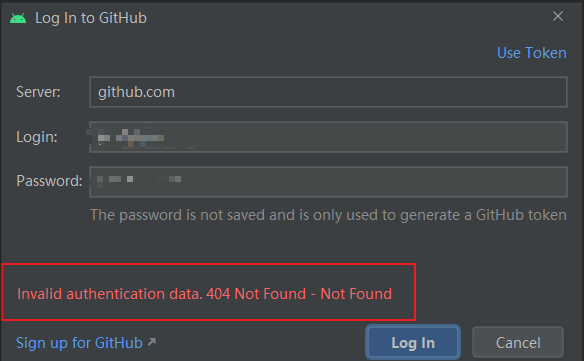 Log In to GitHub
Use Token
Server: github.com
Login:
Password:
The password is not saved and is only used to generate a GitHub token
Invalid authentication data. 404 Not Found - Not Found
Sign up for GitHub ↗ Log In Cancel